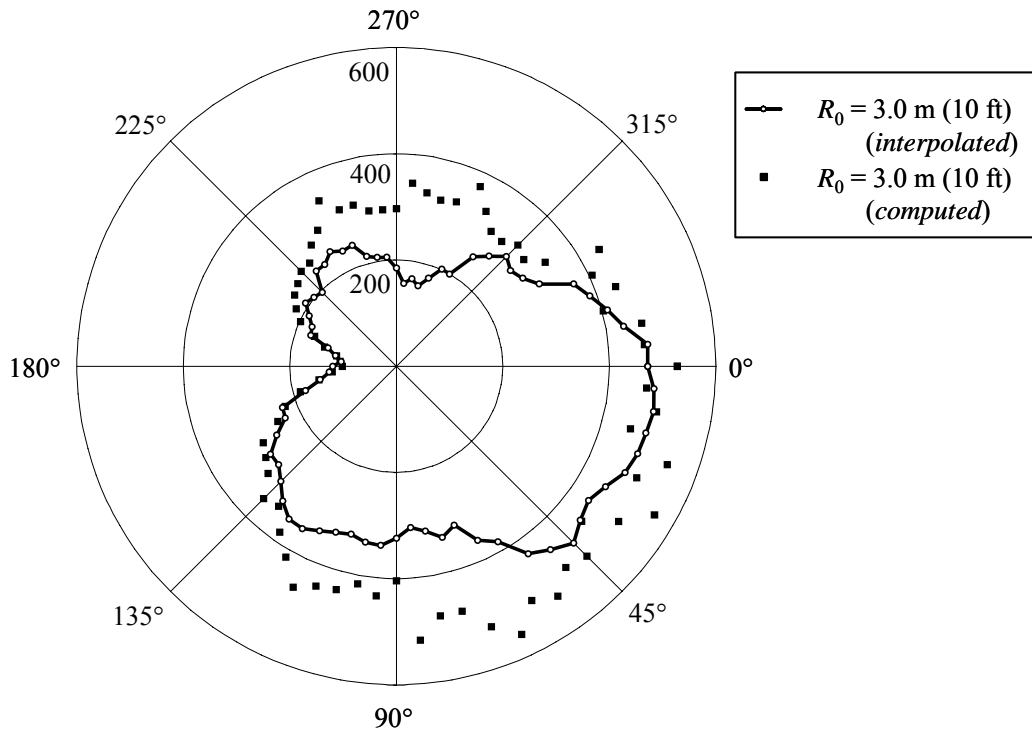 270°
600
225°
315°
400
200
180°
0°
135°
45°
90°
R₀ = 3.0 m (10 ft)
(interpolated)
R₀ = 3.0 m (10 ft)
(computed)